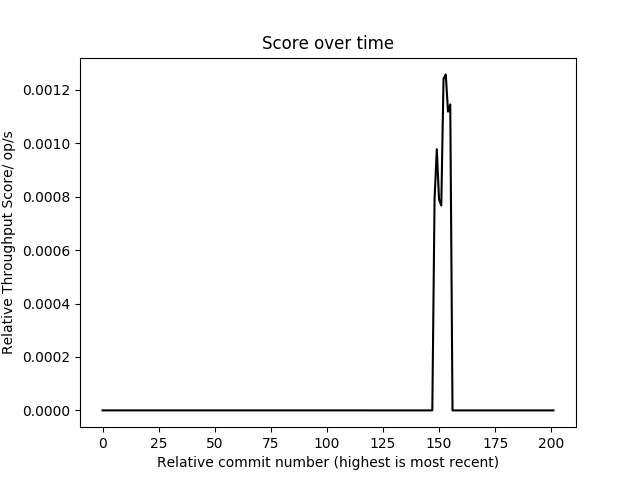 Score over time
Relative Throughput Score/ op/s
0.0012
0.0010
0.0008
0.0006
0.0004
0.0002
0.0000
0 25 50 75 100 125 150 175 200
Relative commit number (highest is most recent)